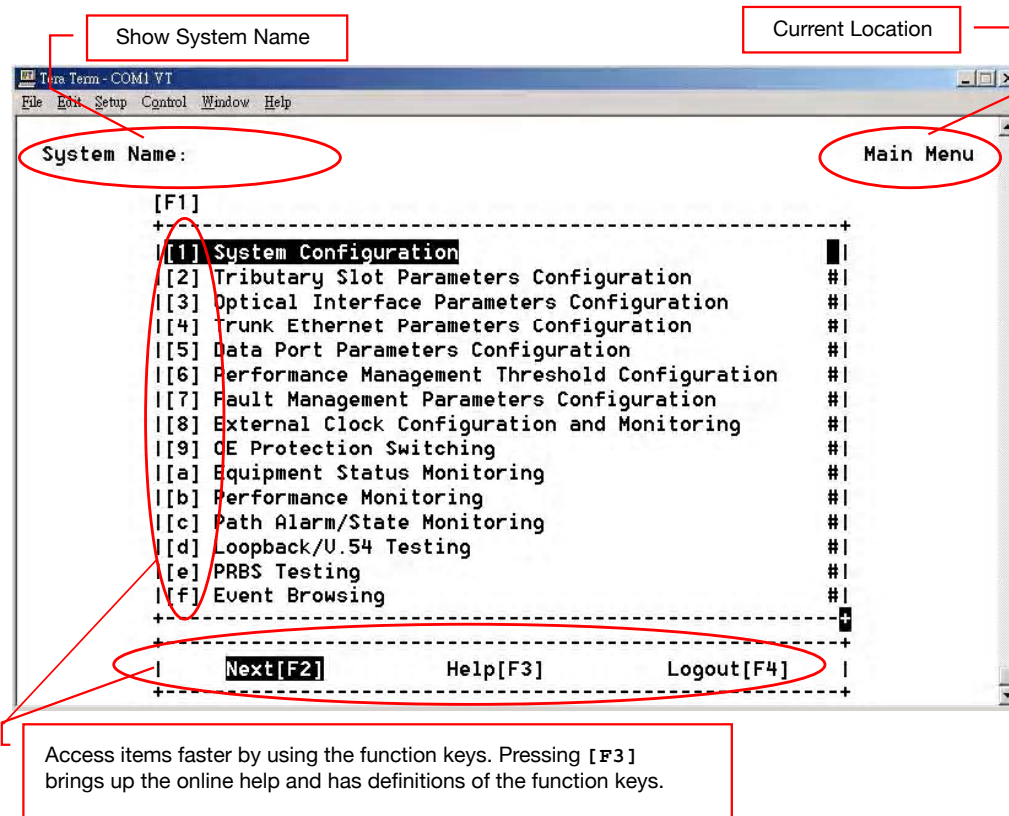 Show System Name
Current Location
Tera Term - COM1 VT
File Edit Setup Control Window Help
System Name:
Main Menu
[F1]
[1] System Configuration
[2] Tributary Slot Parameters Configuration #
[3] Optical Interface Parameters Configuration #
[4] Trunk Ethernet Parameters Configuration #
[5] Data Port Parameters Configuration #
[6] Performance Management Threshold Configuration #
[7] Fault Management Parameters Configuration #
[8] External Clock Configuration and Monitoring #
[9] OE Protection Switching #
[a] Equipment Status Monitoring #
[b] Performance Monitoring #
[c] Path Alarm/State Monitoring #
[d] Loopback/V.54 Testing #
[e] PRBS Testing #
[f] Event Browsing #
Next[F2] Help[F3] Logout[F4]
Access items faster by using the function keys. Pressing [F3]
brings up the online help and has definitions of the function keys.